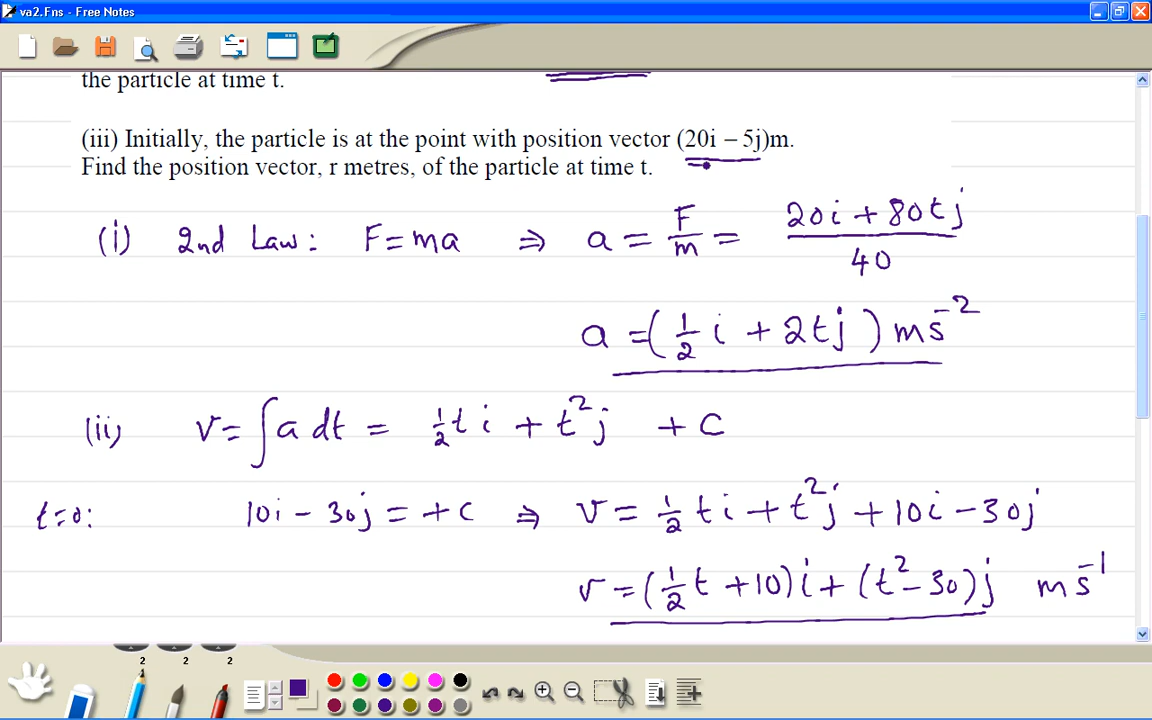 va2.Fns - Free Notes
the particle at time t.
(iii) Initially, the particle is at the point with position vector (20i – 5j)m.
Find the position vector, r metres, of the particle at time t.
(i) 2nd Law: F=ma ⇒ a = F/m = (20i + 80tj)/40
a = (½i + 2tj) ms⁻²
(ii) v = ∫a dt = ½ti + t²j + C
t=0: 10i - 30j = +C ⇒ v = ½ti + t²j + 10i - 30j
v = (½t + 10)i + (t² - 30)j ms⁻¹
2 2 2